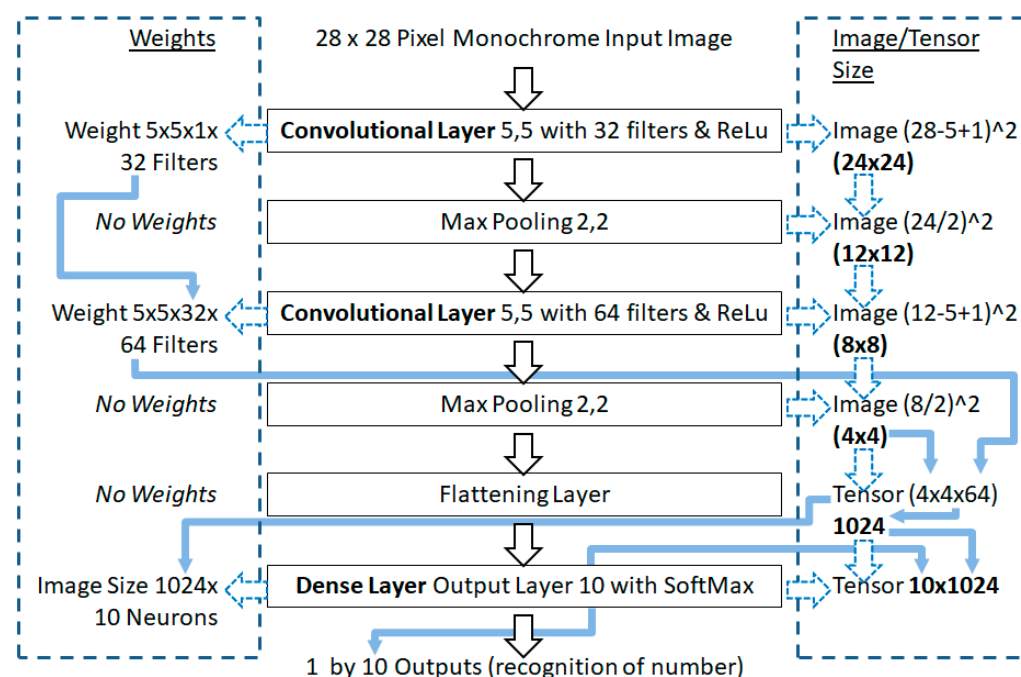 Weights
28 x 28 Pixel Monochrome Input Image
Image/Tensor
Size
Weight 5x5x1x
32 Filters
Convolutional Layer 5,5 with 32 filters & ReLu
Image (28-5+1)^2
(24x24)
No Weights
Max Pooling 2,2
Image (24/2)^2
(12x12)
Weight 5x5x32x
64 Filters
Convolutional Layer 5,5 with 64 filters & ReLu
Image (12-5+1)^2
(8x8)
No Weights
Max Pooling 2,2
Image (8/2)^2
(4x4)
No Weights
Flattening Layer
Tensor (4x4x64)
1024
Image Size 1024x
10 Neurons
Dense Layer Output Layer 10 with SoftMax
Tensor 10x1024
1 by 10 Outputs (recognition of number)